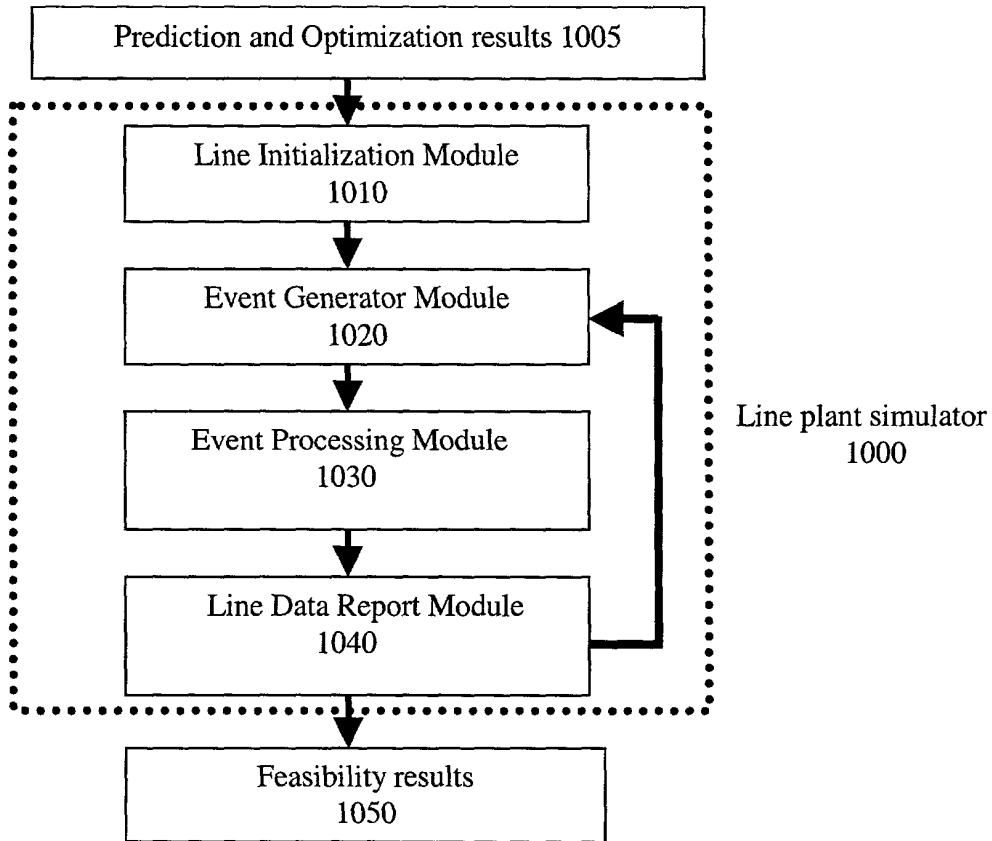 Prediction and Optimization results 1005
Line Initialization Module
1010
Event Generator Module
1020
Event Processing Module
1030
Line plant simulator
1000
Line Data Report Module
1040
Feasibility results
1050